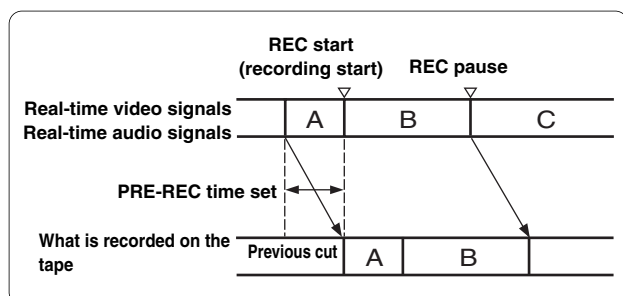 REC start
(recording start)
REC pause
Real-time video signals
Real-time audio signals
A
B
C
PRE-REC time set
What is recorded on the
tape
Previous cut
A
B